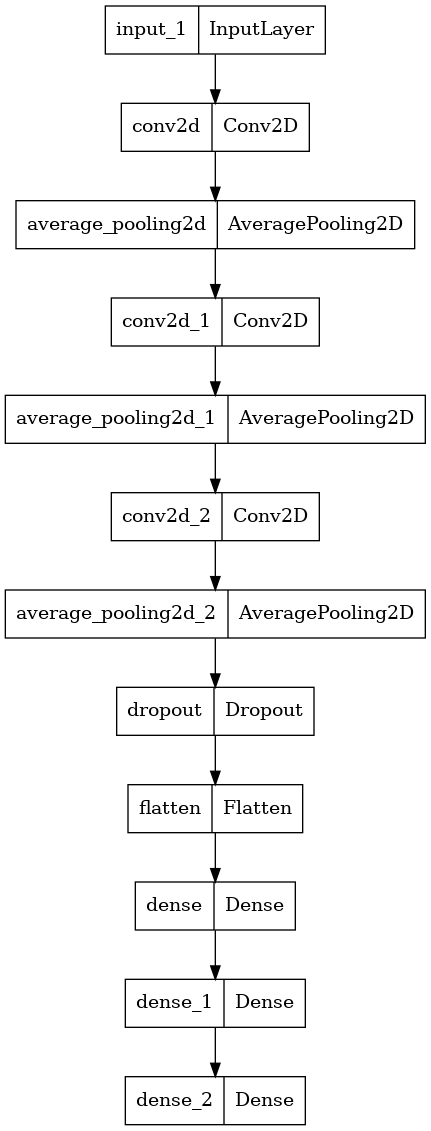 input_1 InputLayer
conv2d Conv2D
average_pooling2d AveragePooling2D
conv2d_1 Conv2D
average_pooling2d_1 AveragePooling2D
conv2d_2 Conv2D
average_pooling2d_2 AveragePooling2D
dropout Dropout
flatten Flatten
dense Dense
dense_1 Dense
dense_2 Dense